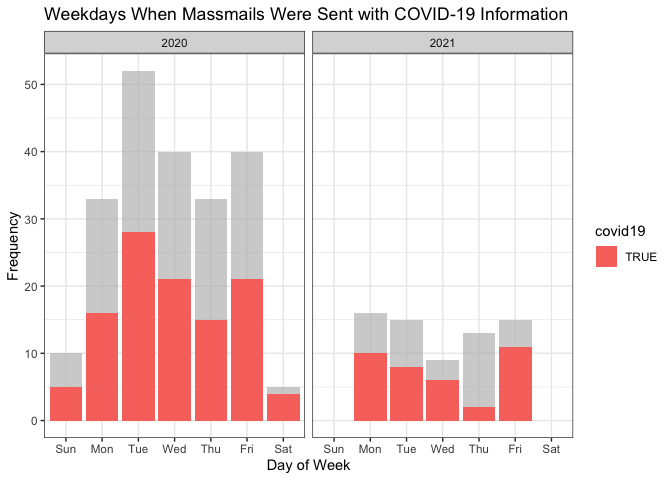 Weekdays When Massmails Were Sent with COVID-19 Information
2020 2021
50
40
30
20
10
0
Frequency
Sun Mon Tue Wed Thu Fri Sat Sun Mon Tue Wed Thu Fri Sat
Day of Week
covid19
TRUE